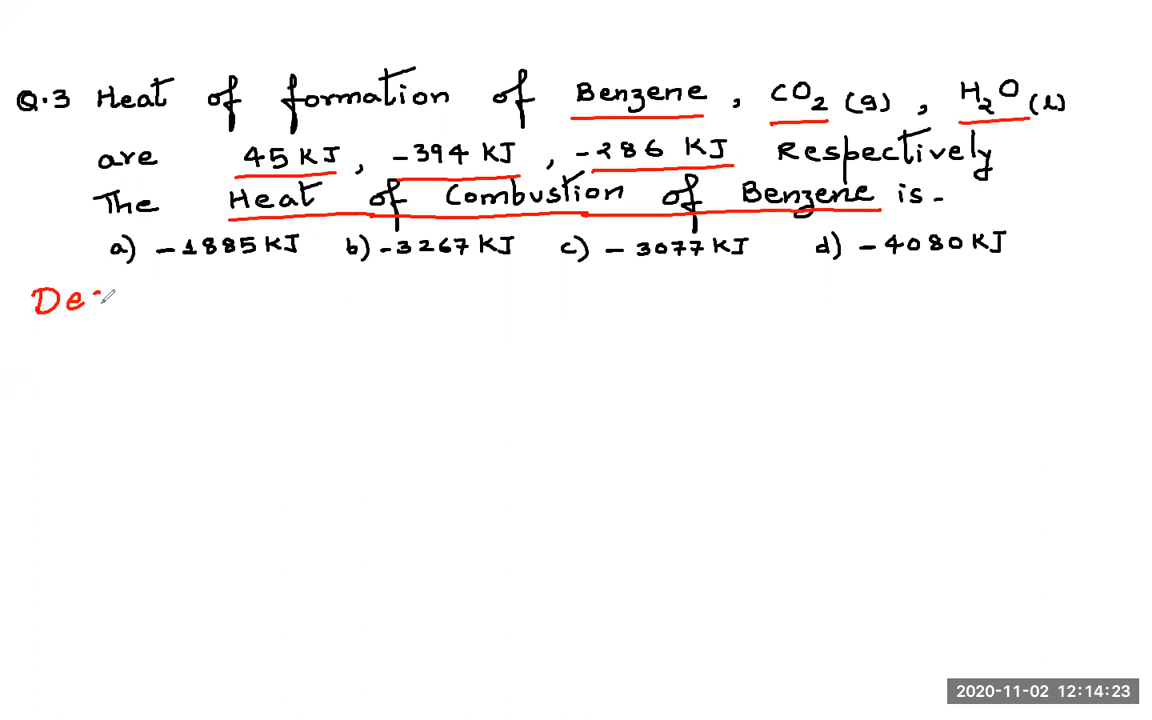 Q.3 Heat of formation of Benzene, CO₂(g), H₂O(l)
are 45 KJ, -394 KJ, -286 KJ Respectively
The Heat of Combustion of Benzene is -
a) -1885 KJ b) -3267 KJ c) -3077 KJ d) -4080 KJ
De
2020-11-02 12:14:23